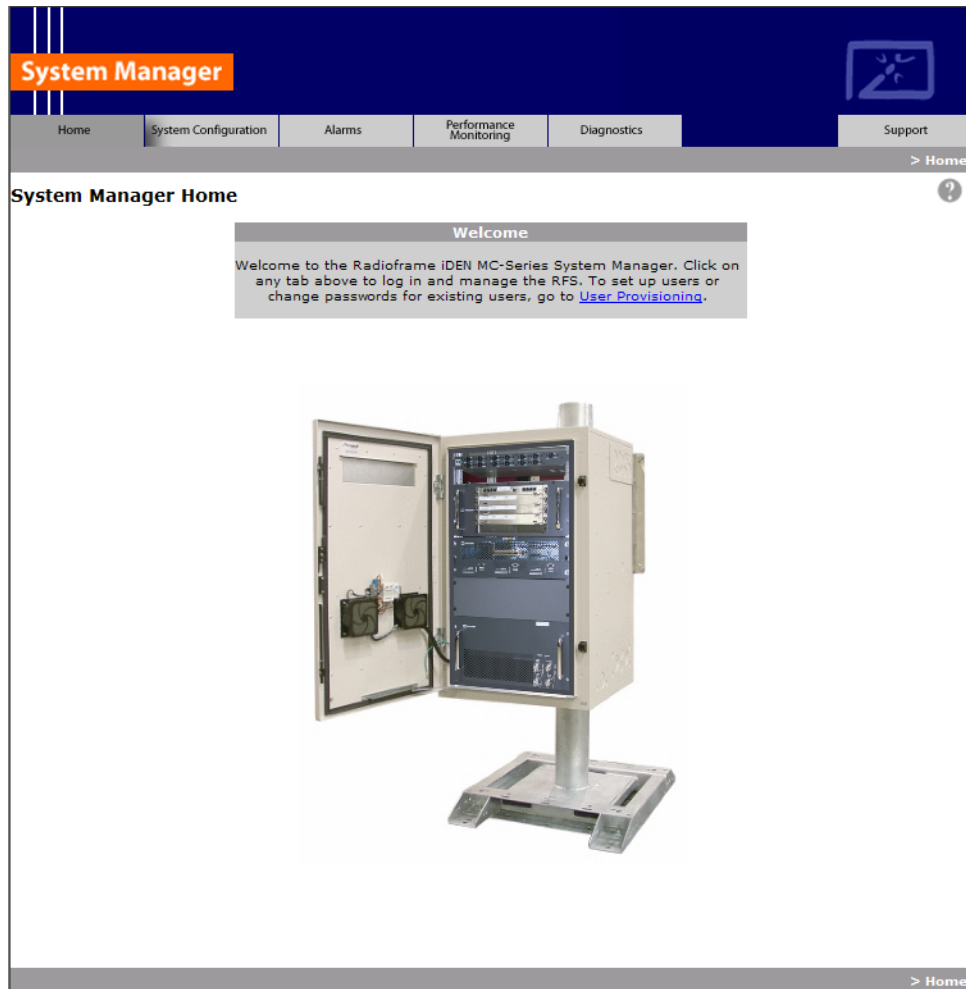 System Manager
Home
System Configuration
Alarms
Performance
Monitoring
Diagnostics
Support
> Home
System Manager Home
?
Welcome
Welcome to the Radioframe iDEN MC-Series System Manager. Click on
any tab above to log in and manage the RFS. To set up users or
change passwords for existing users, go to User Provisioning.
> Home